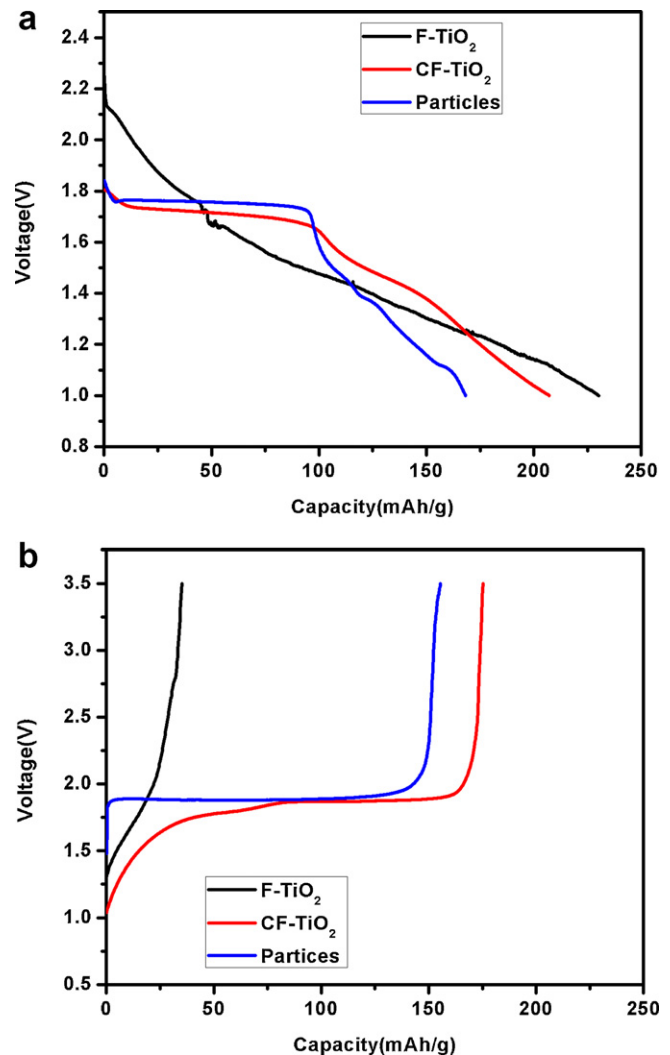 a
2.4
2.2
2.0
1.8
1.6
1.4
1.2
1.0
0.8
Voltage(V)
F-TiO₂
CF-TiO₂
Particles
0 50 100 150 200 250
Capacity(mAh/g)
b
3.5
3.0
2.5
2.0
1.5
1.0
0.5
Voltage(V)
F-TiO₂
CF-TiO₂
Partices
0 50 100 150 200 250
Capacity(mAh/g)